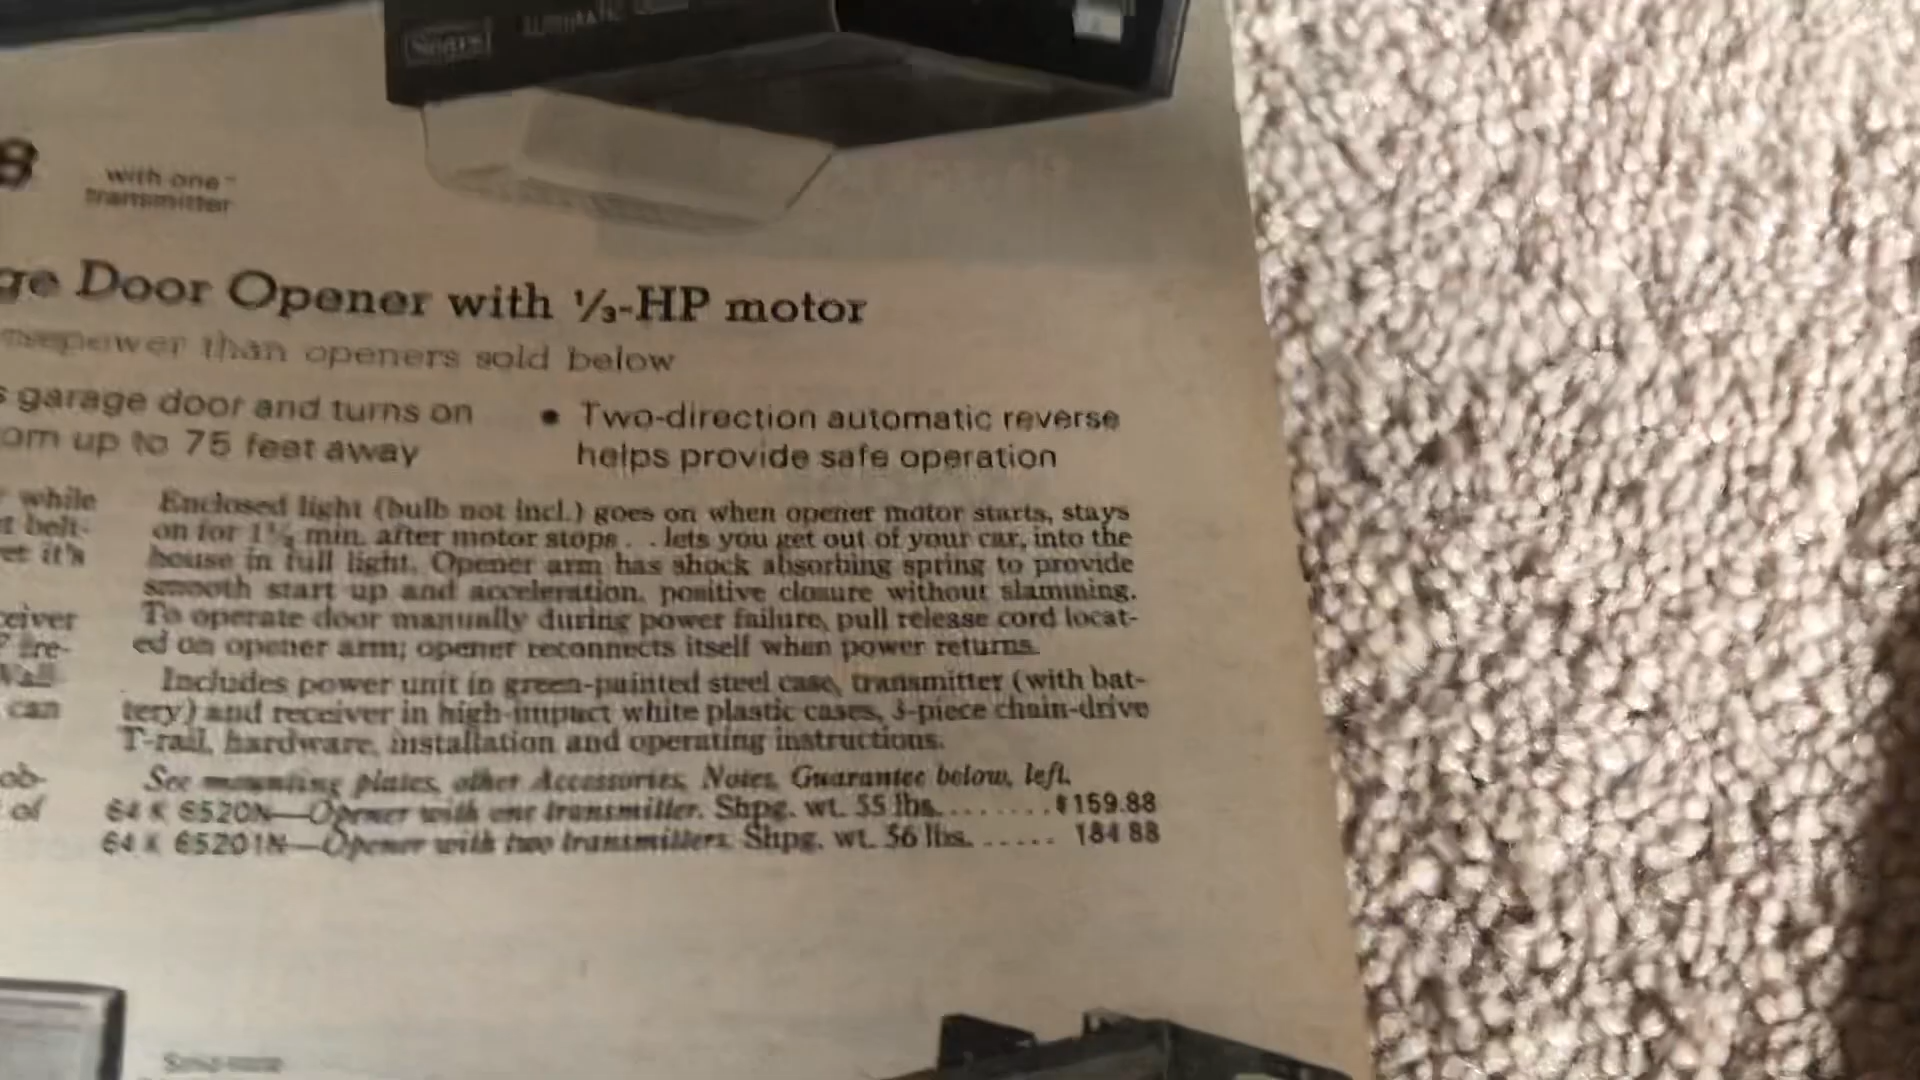 Sears
8
with one
transmitter
ge Door Opener with ⅓-HP motor
power than openers sold below
s garage door and turns on
om up to 75 feet away
• Two-direction automatic reverse
helps provide safe operation
while
t belt-
et it's
ceiver
can
ob-
of
Enclosed light (bulb not incl.) goes on when opener motor starts, stays
on for 1½ min. after motor stops . . . lets you get out of your car, into the
house in full light. Opener arm has shock absorbing spring to provide
smooth start up and acceleration, positive closure without slamming.
To operate door manually during power failure, pull release cord locat-
ed on opener arm; opener reconnects itself when power returns.
Includes power unit in green-painted steel case, transmitter (with bat-
tery) and receiver in high-impact white plastic cases, 3-piece chain-drive
T-rail, hardware, installation and operating instructions.
See mounting plates, other Accessories, Notes, Guarantee below, left.
64 K 6520N—Opener with one transmitter. Shpg. wt. 55 lbs. . . . . . . . . $159.88
64 K 65201N—Opener with two transmitters. Shpg. wt. 56 lbs. . . . . . 184 88